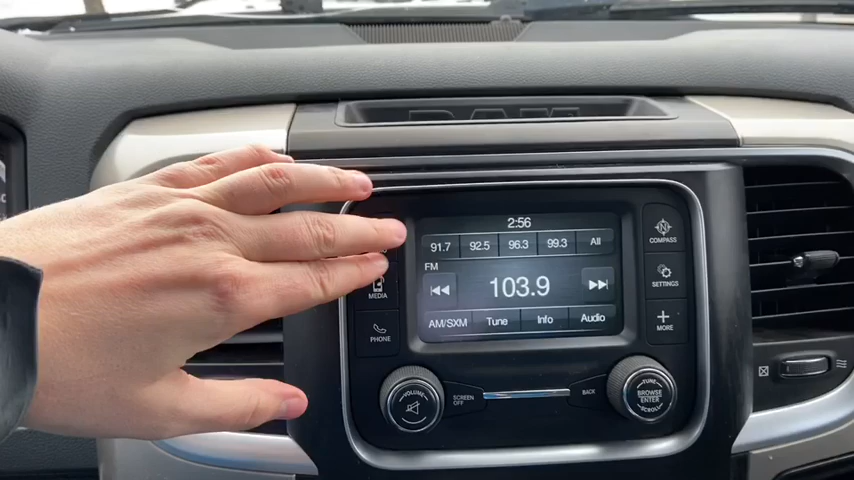 RAM
2:56
91.7 92.5 96.3 99.3 All
FM
103.9
AM/SXM Tune Info Audio
MEDIA
PHONE
COMPASS
SETTINGS
MORE
VOLUME
SCREEN
OFF
BACK
TUNE
BROWSE
ENTER
SCROLL